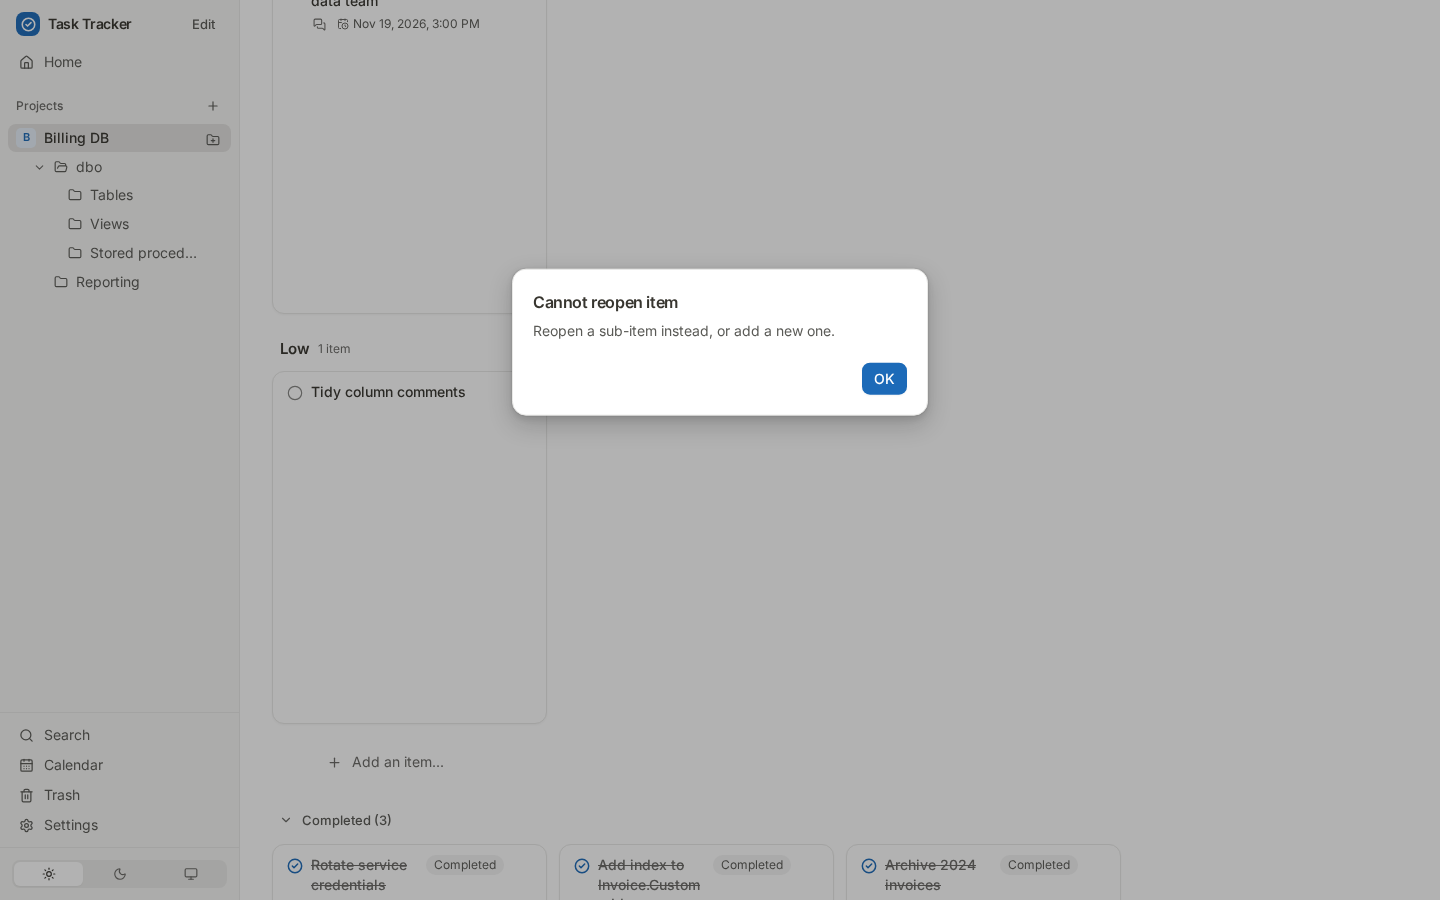 Task Tracker
Edit
Home
Projects
B
Billing DB
dbo
Tables
Views
Stored proced...
Reporting
Search
Calendar
Trash
Settings
data team
Nov 19, 2026, 3:00 PM
Low
1 item
Tidy column comments
Add an item...
Completed (3)
Rotate service
credentials
Completed
Add index to
Invoice.Custom
Completed
Archive 2024
invoices
Completed
Cannot reopen item
Reopen a sub-item instead, or add a new one.
OK